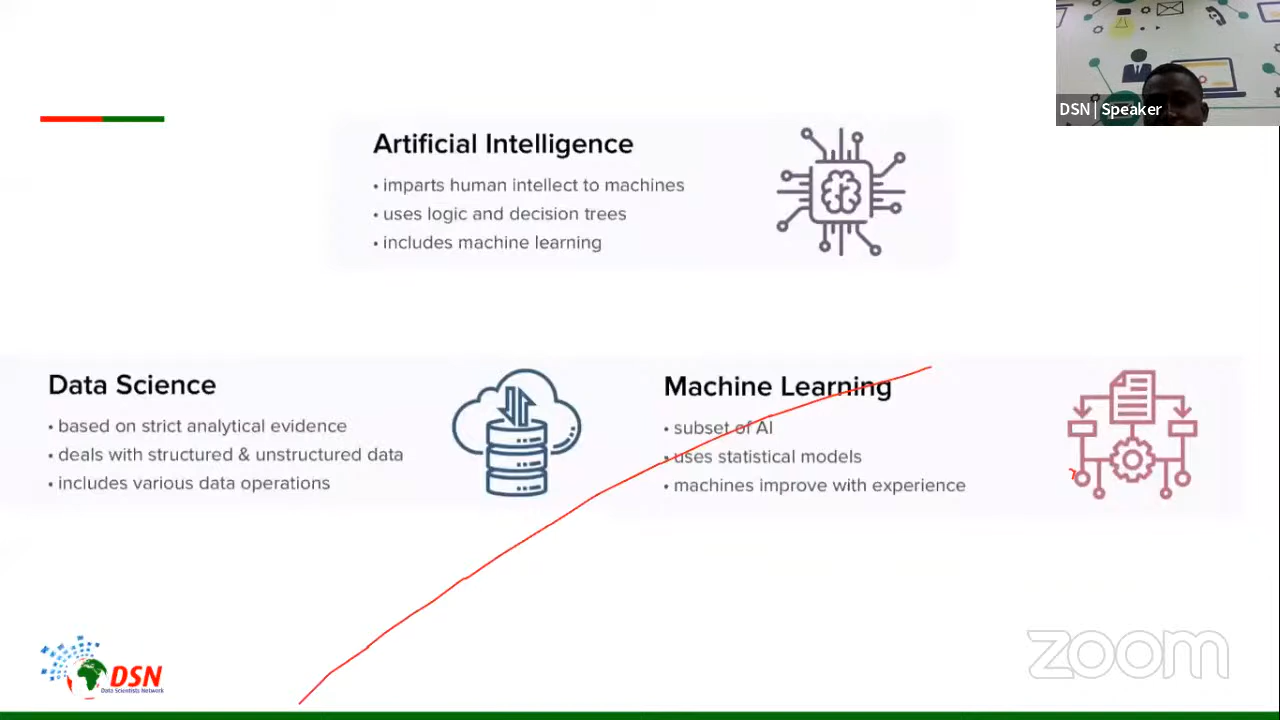 DSN | Speaker
Artificial Intelligence
• imparts human intellect to machines
• uses logic and decision trees
• includes machine learning
Data Science
• based on strict analytical evidence
• deals with structured & unstructured data
• includes various data operations
Machine Learning
• subset of AI
• uses statistical models
• machines improve with experience
DSN
Data Scientists Network
zoom